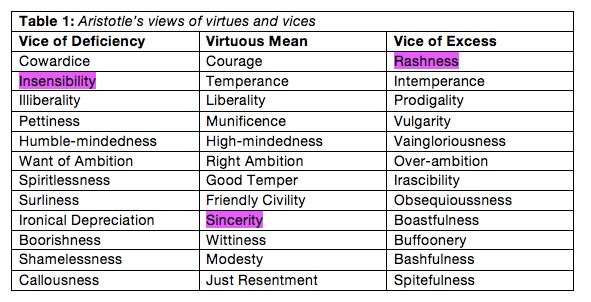 Table 1: Aristotle's views of virtues and vices
Vice of Deficiency Virtuous Mean Vice of Excess
Cowardice Courage Rashness
Insensibility Temperance Intemperance
Illiberality Liberality Prodigality
Pettiness Munificence Vulgarity
Humble-mindedness High-mindedness Vaingloriousness
Want of Ambition Right Ambition Over-ambition
Spiritlessness Good Temper Irascibility
Surliness Friendly Civility Obsequioussness
Ironical Depreciation Sincerity Boastfulness
Boorishness Wittiness Buffoonery
Shamelessness Modesty Bashfulness
Callousness Just Resentment Spitefulness